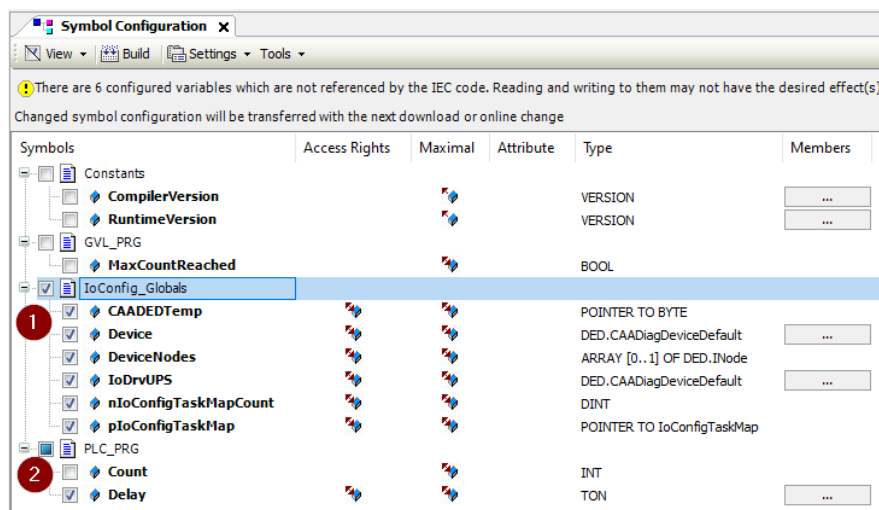 Symbol Configuration X
View Build Settings Tools
There are 6 configured variables which are not referenced by the IEC code. Reading and writing to them may not have the desired effect(s)
Changed symbol configuration will be transferred with the next download or online change
Symbols Access Rights Maximal Attribute Type Members
Constants
CompilerVersion VERSION ...
RuntimeVersion VERSION ...
GVL_PRG
MaxCountReached BOOL
IoConfig_Globals
1 CAADEDTemp POINTER TO BYTE
Device DED.CAADiagDeviceDefault ...
DeviceNodes ARRAY [0..1] OF DED.INode
IoDrvUPS DED.CAADiagDeviceDefault ...
nIoConfigTaskMapCount DINT
pIoConfigTaskMap POINTER TO IoConfigTaskMap
PLC_PRG
2 Count INT
Delay TON ...